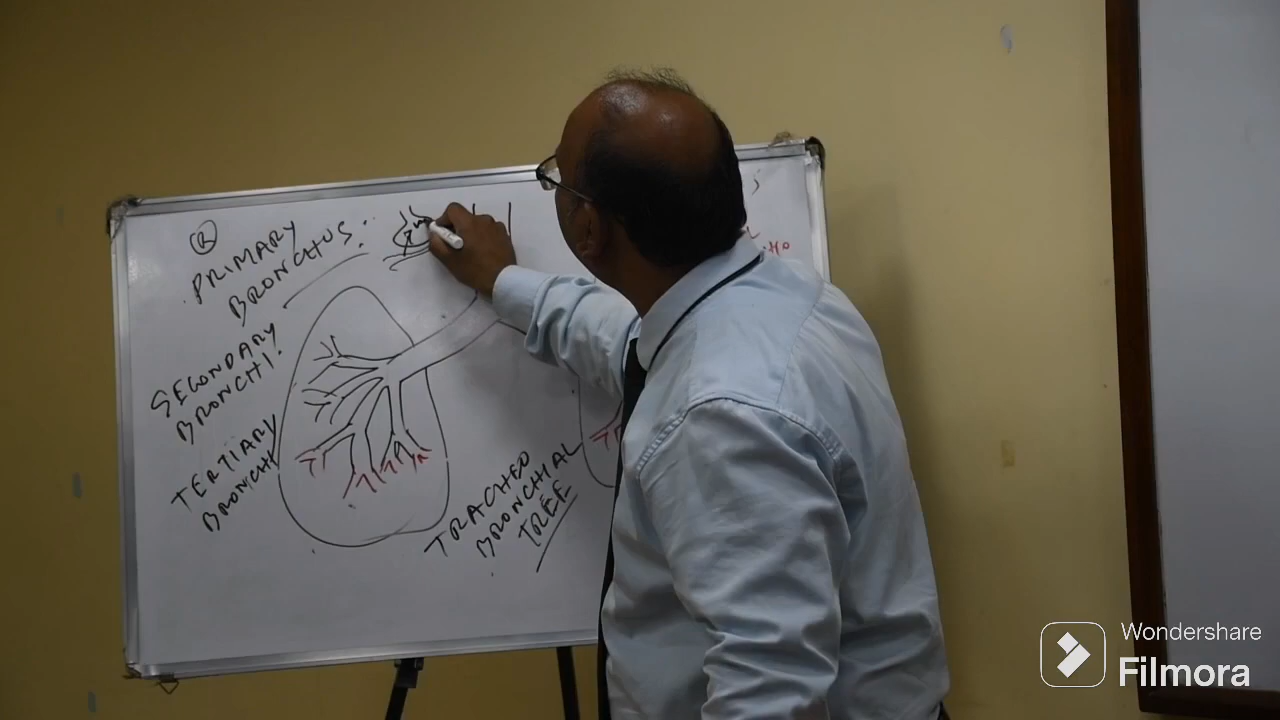 R
PRIMARY
BRONCHUS:
SECONDARY
BRONCHI:
TERTIARY
BRONCHI
TRACHEO
BRONCHIAL
TREE
Wondershare
Filmora